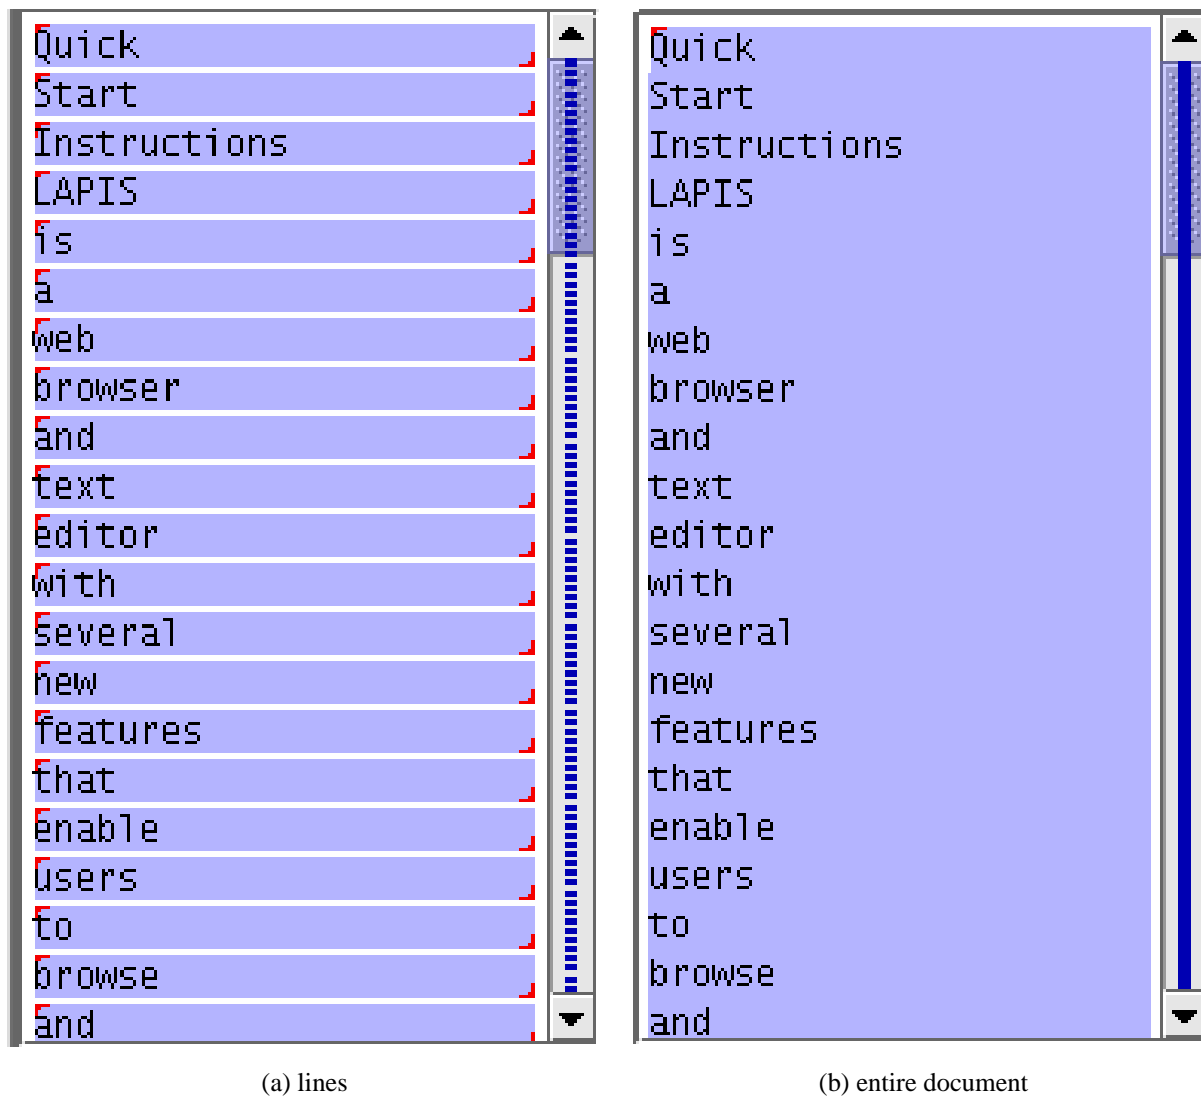 Quick
Start
Instructions
LAPIS
is
a
web
browser
and
text
editor
with
several
new
features
that
enable
users
to
browse
and
(a) lines
Quick
Start
Instructions
LAPIS
is
a
web
browser
and
text
editor
with
several
new
features
that
enable
users
to
browse
and
(b) entire document